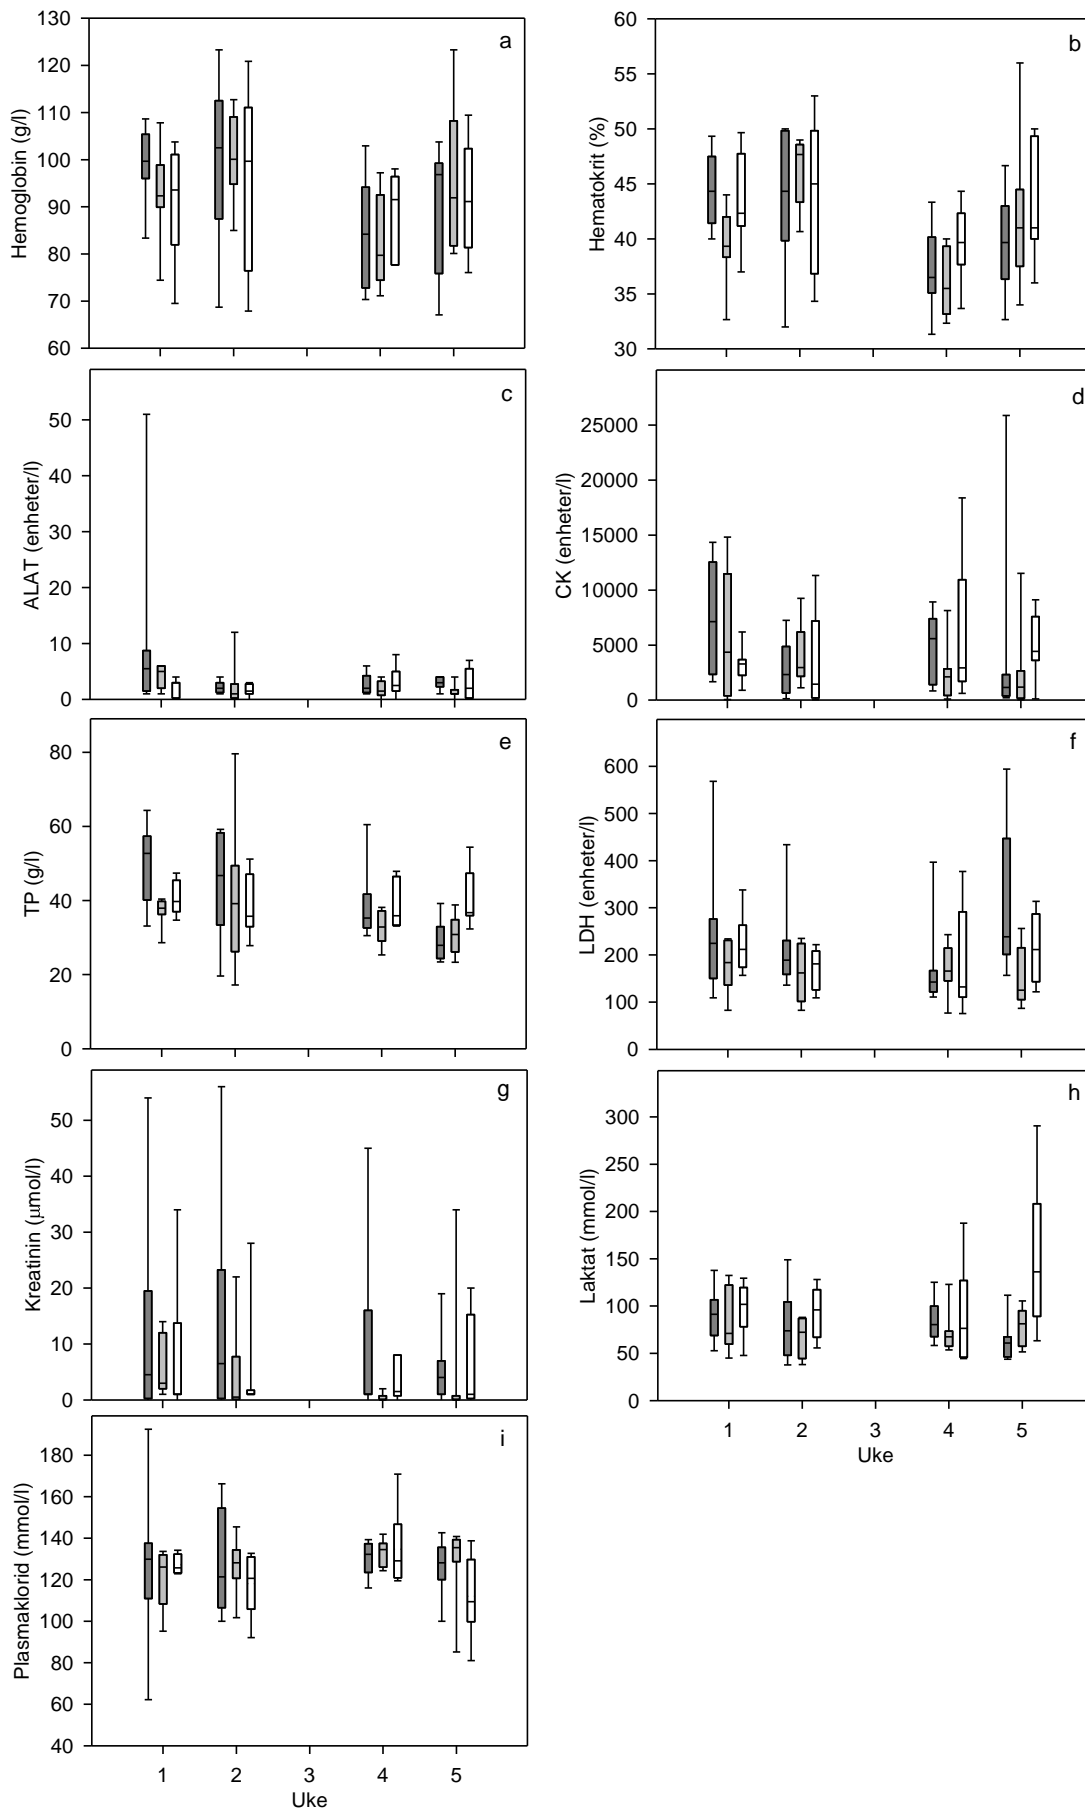 a
Hemoglobin (g/l)
130
120
110
100
90
80
70
60
b
Hematokrit (%)
60
55
50
45
40
35
30
c
ALAT (enheter/l)
50
40
30
20
10
0
d
CK (enheter/l)
25000
20000
15000
10000
5000
0
e
TP (g/l)
80
60
40
20
0
f
LDH (enheter/l)
600
500
400
300
200
100
0
g
Kreatinin (μmol/l)
50
40
30
20
10
0
h
Laktat (mmol/l)
300
250
200
150
100
50
0
1 2 3 4 5
Uke
i
Plasmaklorid (mmol/l)
180
160
140
120
100
80
60
40
1 2 3 4 5
Uke